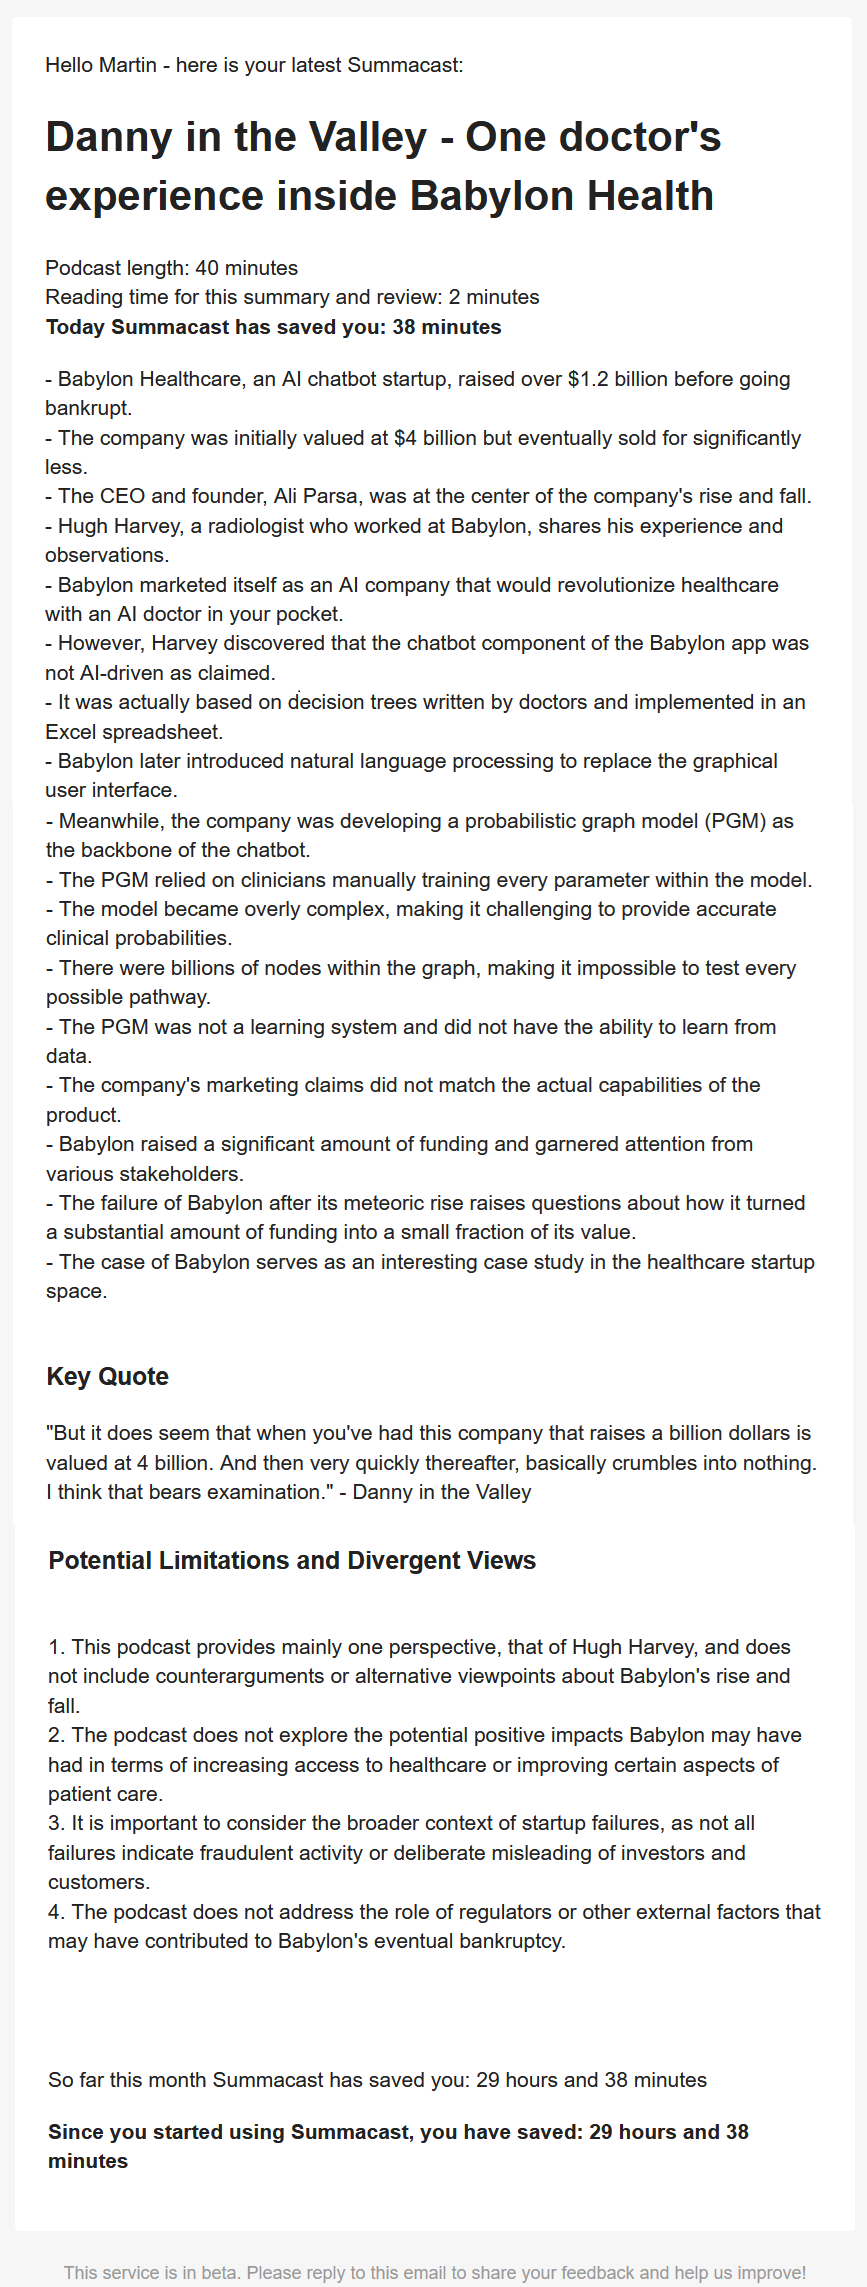 Hello Martin - here is your latest Summacast:
Danny in the Valley - One doctor's
experience inside Babylon Health
Podcast length: 40 minutes
Reading time for this summary and review: 2 minutes
Today Summacast has saved you: 38 minutes
- Babylon Healthcare, an AI chatbot startup, raised over $1.2 billion before going
bankrupt.
- The company was initially valued at $4 billion but eventually sold for significantly
less.
- The CEO and founder, Ali Parsa, was at the center of the company's rise and fall.
- Hugh Harvey, a radiologist who worked at Babylon, shares his experience and
observations.
- Babylon marketed itself as an AI company that would revolutionize healthcare
with an AI doctor in your pocket.
- However, Harvey discovered that the chatbot component of the Babylon app was
not AI-driven as claimed.
- It was actually based on decision trees written by doctors and implemented in an
Excel spreadsheet.
- Babylon later introduced natural language processing to replace the graphical
user interface.
- Meanwhile, the company was developing a probabilistic graph model (PGM) as
the backbone of the chatbot.
- The PGM relied on clinicians manually training every parameter within the model.
- The model became overly complex, making it challenging to provide accurate
clinical probabilities.
- There were billions of nodes within the graph, making it impossible to test every
possible pathway.
- The PGM was not a learning system and did not have the ability to learn from
data.
- The company's marketing claims did not match the actual capabilities of the
product.
- Babylon raised a significant amount of funding and garnered attention from
various stakeholders.
- The failure of Babylon after its meteoric rise raises questions about how it turned
a substantial amount of funding into a small fraction of its value.
- The case of Babylon serves as an interesting case study in the healthcare startup
space.
Key Quote
"But it does seem that when you've had this company that raises a billion dollars is
valued at 4 billion. And then very quickly thereafter, basically crumbles into nothing.
I think that bears examination." - Danny in the Valley
Potential Limitations and Divergent Views
1. This podcast provides mainly one perspective, that of Hugh Harvey, and does
not include counterarguments or alternative viewpoints about Babylon's rise and
fall.
2. The podcast does not explore the potential positive impacts Babylon may have
had in terms of increasing access to healthcare or improving certain aspects of
patient care.
3. It is important to consider the broader context of startup failures, as not all
failures indicate fraudulent activity or deliberate misleading of investors and
customers.
4. The podcast does not address the role of regulators or other external factors that
may have contributed to Babylon's eventual bankruptcy.
So far this month Summacast has saved you: 29 hours and 38 minutes
Since you started using Summacast, you have saved: 29 hours and 38
minutes
This service is in beta. Please reply to this email to share your feedback and help us improve!